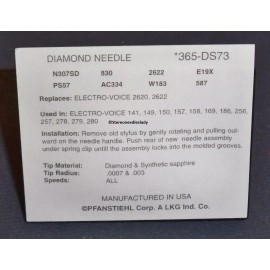 DIAMOND NEEDLE *365-DS73
N307SD 830 2622 E19X
PS57 AC334 W183 587
Replaces: ELECTRO-VOICE 2620, 2622
Used in: ELECTRO-VOICE 141, 149, 150, 157, 158, 169, 186, 256,
257, 278, 279, 280
Installation: Remove old stylus by gently rotating and pulling out-
ward on the needle handle. Push rear of new needle assembly
under spring clip untill the assembly locks into the molded grooves.
Tip Material: Diamond & Synthetic sapphire
Tip Radius: .0007 & .003
Speeds: ALL
MANUFACTURED IN USA
©PFANSTIEHL Corp. A LKG Ind. Co.